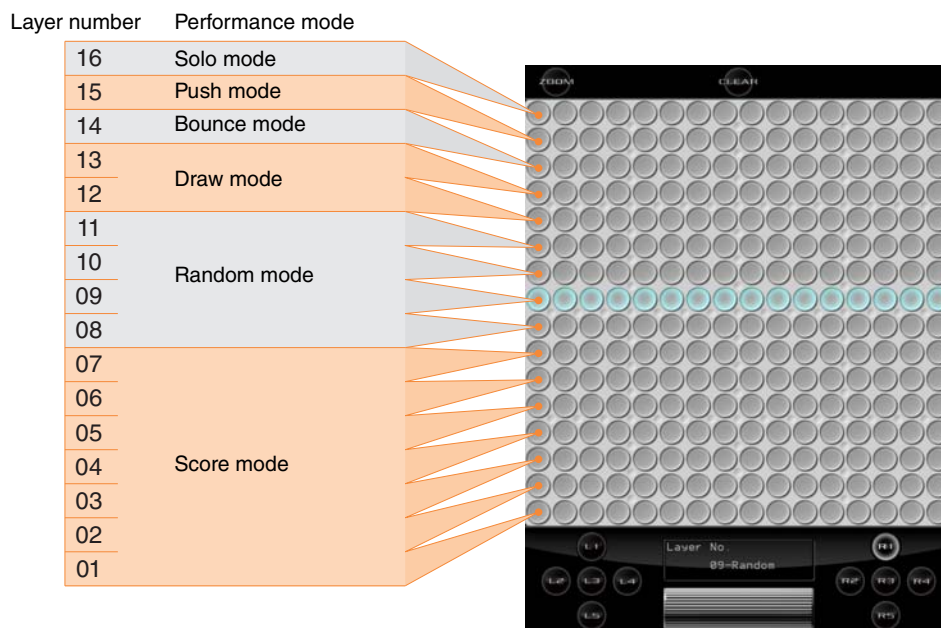 Layer number Performance mode
16 Solo mode
15 Push mode
14 Bounce mode
13
Draw mode
12
11
10
Random mode
09
08
07
06
05
04 Score mode
03
02
01
ZOOM CLEAR
L1 Layer No. R1
09-Random
L2 L3 L4 R2 R3 R4
L5 R5